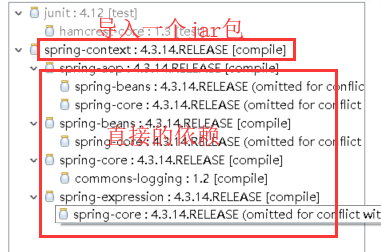 junit : 4.12 [test]
hamcrest-core : 1.3 [test]
导入一个jar包
spring-context : 4.3.14.RELEASE [compile]
spring-aop : 4.3.14.RELEASE [compile]
spring-beans : 4.3.14.RELEASE (omitted for conflict
spring-core : 4.3.14.RELEASE (omitted for conflict
spring-beans : 4.3.14.RELEASE [compile]
spring-core : 4.3.14.RELEASE (omitted for conflict
直接的依赖
spring-core : 4.3.14.RELEASE [compile]
commons-logging : 1.2 [compile]
spring-expression : 4.3.14.RELEASE [compile]
spring-core : 4.3.14.RELEASE (omitted for conflict wit